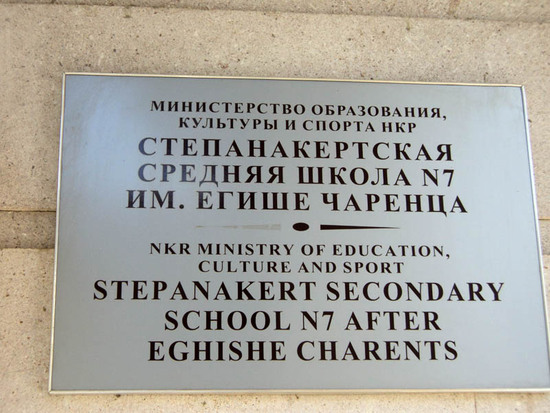 МИНИСТЕРСТВО ОБРАЗОВАНИЯ,
КУЛЬТУРЫ И СПОРТА НКР
СТЕПАНАКЕРТСКАЯ
СРЕДНЯЯ ШКОЛА N7
ИМ. ЕГИШЕ ЧАРЕНЦА
NKR MINISTRY OF EDUCATION,
CULTURE AND SPORT
STEPANAKERT SECONDARY
SCHOOL N7 AFTER
EGHISHE CHARENTS